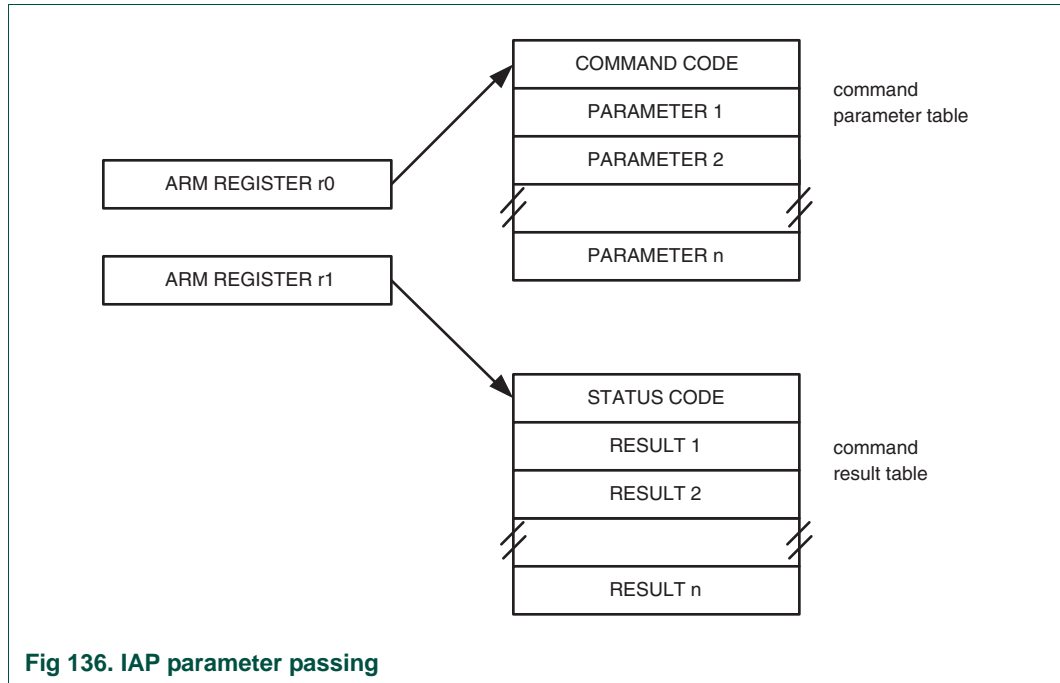 COMMAND CODE
PARAMETER 1
PARAMETER 2
PARAMETER n
command
parameter table
ARM REGISTER r0
ARM REGISTER r1
STATUS CODE
RESULT 1
RESULT 2
RESULT n
command
result table
Fig 136. IAP parameter passing